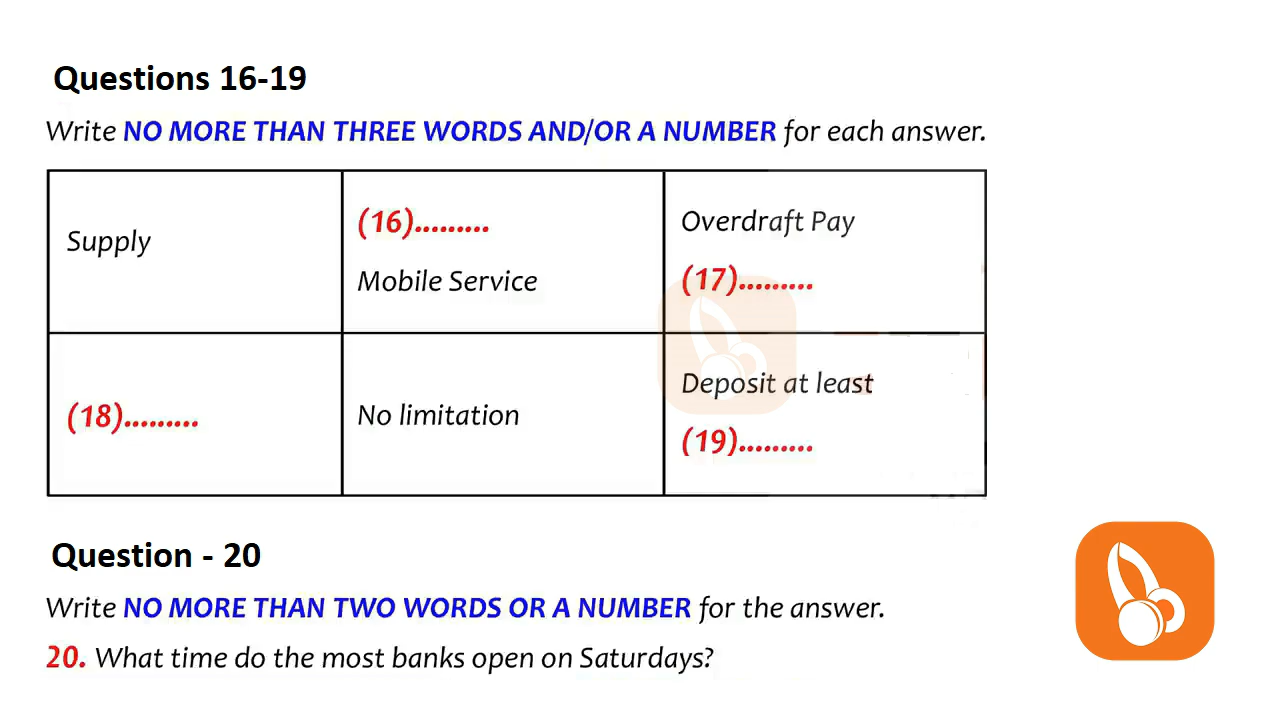 Questions 16-19
Write NO MORE THAN THREE WORDS AND/OR A NUMBER for each answer.
Supply
(16).........
Mobile Service
Overdraft Pay
(17).........
(18).........
No limitation
Deposit at least
(19).........
Question - 20
Write NO MORE THAN TWO WORDS OR A NUMBER for the answer.
20. What time do the most banks open on Saturdays?